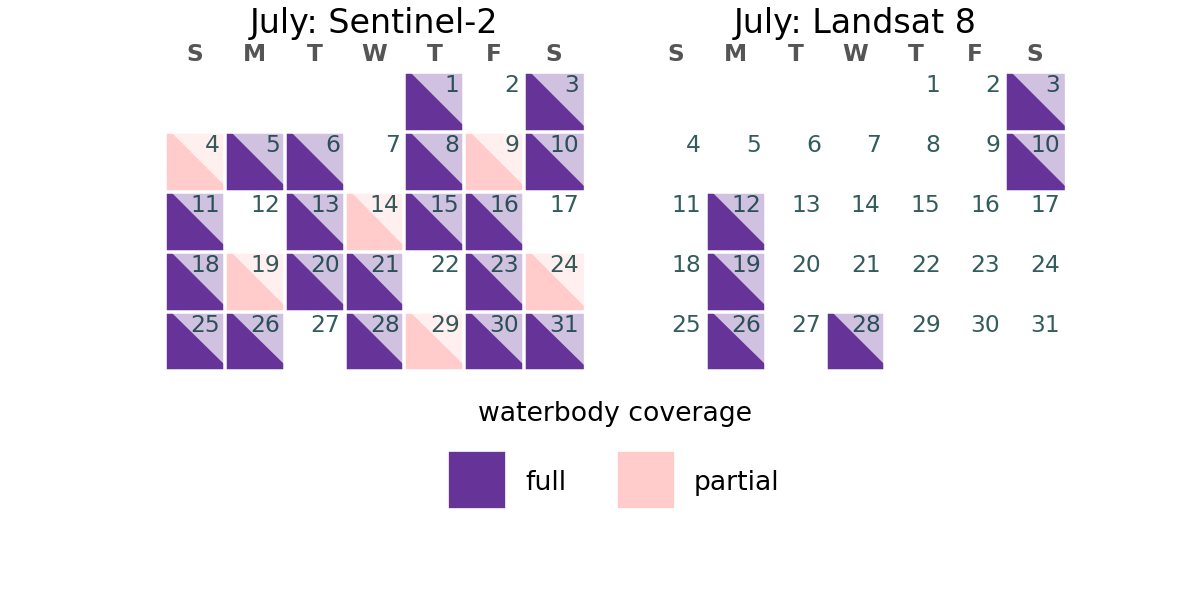 July: Sentinel-2
S M T W T F S
1 2 3
4 5 6 7 8 9 10
11 12 13 14 15 16 17
18 19 20 21 22 23 24
25 26 27 28 29 30 31
July: Landsat 8
S M T W T F S
1 2 3
4 5 6 7 8 9 10
11 12 13 14 15 16 17
18 19 20 21 22 23 24
25 26 27 28 29 30 31
waterbody coverage
full partial